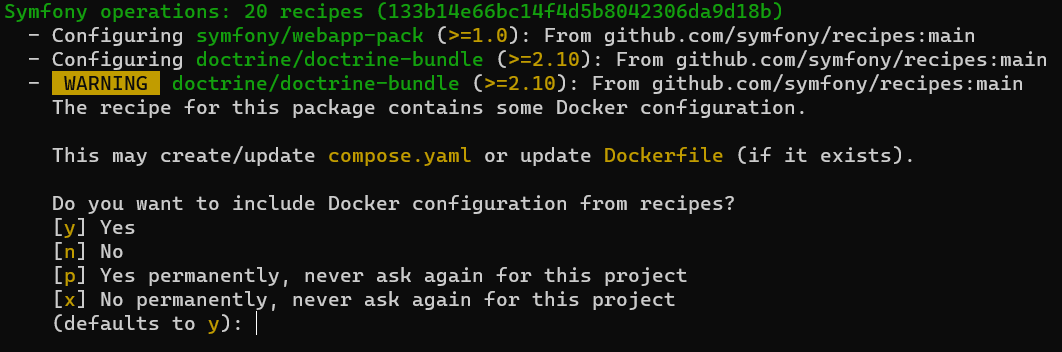 Symfony operations: 20 recipes (133b14e66bc14f4d5b8042306da9d18b)
- Configuring symfony/webapp-pack (>=1.0): From github.com/symfony/recipes:main
- Configuring doctrine/doctrine-bundle (>=2.10): From github.com/symfony/recipes:main
- WARNING doctrine/doctrine-bundle (>=2.10): From github.com/symfony/recipes:main
The recipe for this package contains some Docker configuration.
This may create/update compose.yaml or update Dockerfile (if it exists).
Do you want to include Docker configuration from recipes?
[y] Yes
[n] No
[p] Yes permanently, never ask again for this project
[x] No permanently, never ask again for this project
(defaults to y):